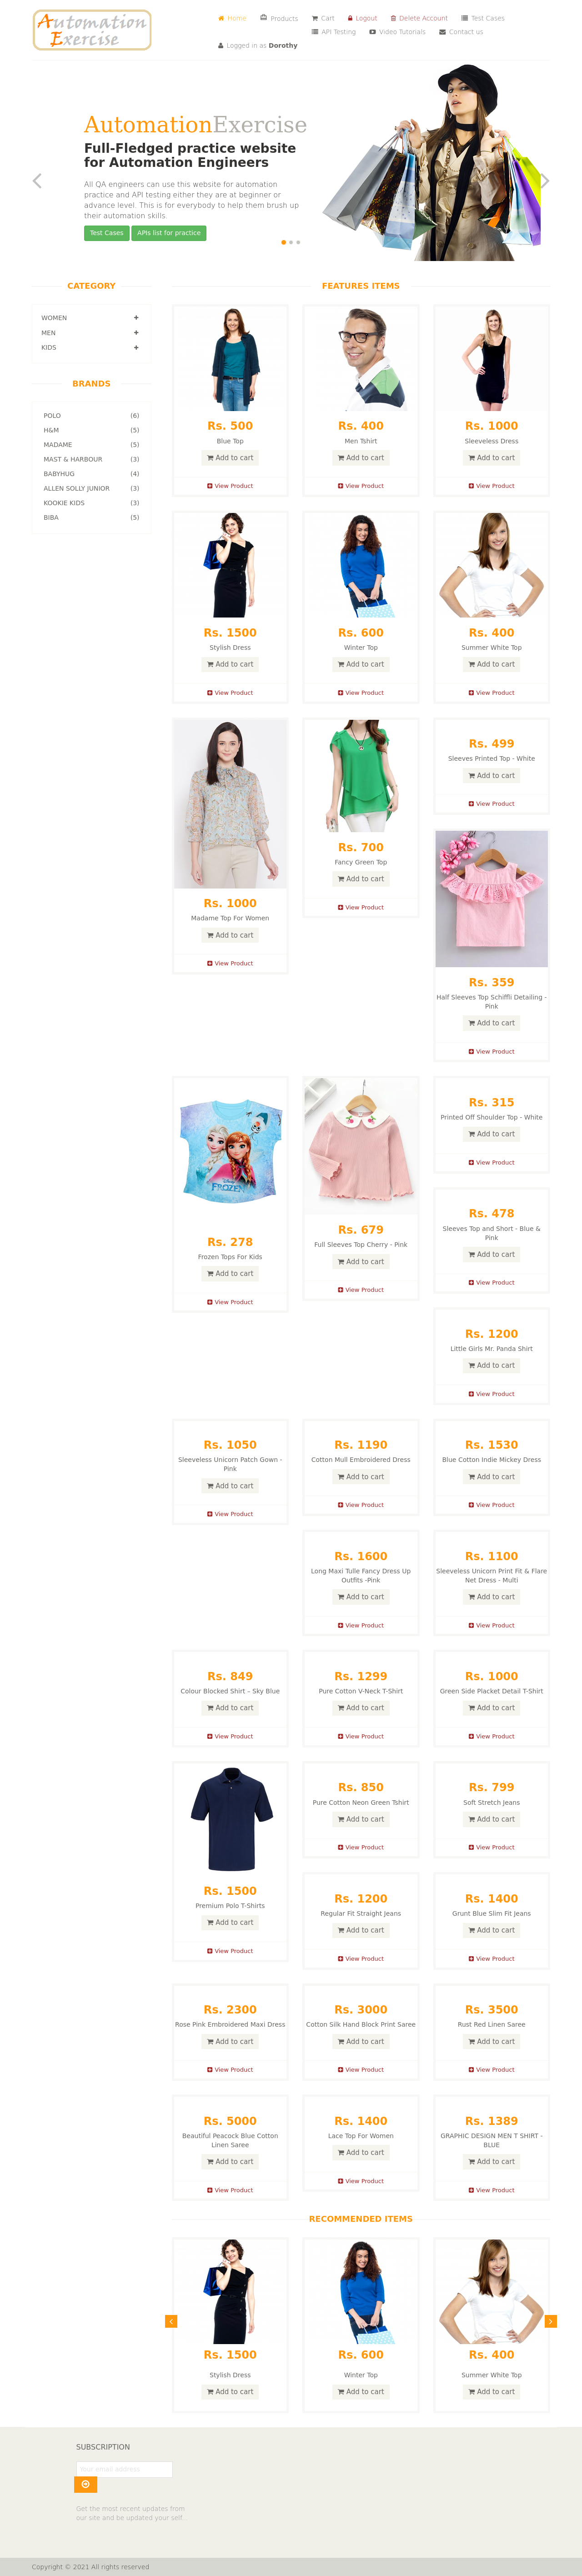 Automation
Exercise
Home
Products
Cart
Logout
Delete Account
Test Cases
API Testing
Video Tutorials
Contact us
Logged in as Dorothy
AutomationExercise
Full-Fledged practice website
for Automation Engineers
All QA engineers can use this website for automation
practice and API testing either they are at beginner or
advance level. This is for everybody to help them brush up
their automation skills.
Test Cases
APIs list for practice
CATEGORY
WOMEN
MEN
KIDS
BRANDS
POLO (6)
H&M (5)
MADAME (5)
MAST & HARBOUR (3)
BABYHUG (4)
ALLEN SOLLY JUNIOR (3)
KOOKIE KIDS (3)
BIBA (5)
FEATURES ITEMS
Rs. 500
Blue Top
Add to cart
View Product
Rs. 400
Men Tshirt
Add to cart
View Product
Rs. 1000
Sleeveless Dress
Add to cart
View Product
Rs. 1500
Stylish Dress
Add to cart
View Product
Rs. 600
Winter Top
Add to cart
View Product
Rs. 400
Summer White Top
Add to cart
View Product
Rs. 1000
Madame Top For Women
Add to cart
View Product
Rs. 700
Fancy Green Top
Add to cart
View Product
Rs. 499
Sleeves Printed Top - White
Add to cart
View Product
Rs. 359
Half Sleeves Top Schiffli Detailing -
Pink
Add to cart
View Product
FROZEN
Rs. 278
Frozen Tops For Kids
Add to cart
View Product
Rs. 679
Full Sleeves Top Cherry - Pink
Add to cart
View Product
Rs. 315
Printed Off Shoulder Top - White
Add to cart
View Product
Rs. 478
Sleeves Top and Short - Blue &
Pink
Add to cart
View Product
Rs. 1200
Little Girls Mr. Panda Shirt
Add to cart
View Product
Rs. 1050
Sleeveless Unicorn Patch Gown -
Pink
Add to cart
View Product
Rs. 1190
Cotton Mull Embroidered Dress
Add to cart
View Product
Rs. 1530
Blue Cotton Indie Mickey Dress
Add to cart
View Product
Rs. 1600
Long Maxi Tulle Fancy Dress Up
Outfits -Pink
Add to cart
View Product
Rs. 1100
Sleeveless Unicorn Print Fit & Flare
Net Dress - Multi
Add to cart
View Product
Rs. 849
Colour Blocked Shirt – Sky Blue
Add to cart
View Product
Rs. 1299
Pure Cotton V-Neck T-Shirt
Add to cart
View Product
Rs. 1000
Green Side Placket Detail T-Shirt
Add to cart
View Product
Rs. 1500
Premium Polo T-Shirts
Add to cart
View Product
Rs. 850
Pure Cotton Neon Green Tshirt
Add to cart
View Product
Rs. 799
Soft Stretch Jeans
Add to cart
View Product
Rs. 1200
Regular Fit Straight Jeans
Add to cart
View Product
Rs. 1400
Grunt Blue Slim Fit Jeans
Add to cart
View Product
Rs. 2300
Rose Pink Embroidered Maxi Dress
Add to cart
View Product
Rs. 3000
Cotton Silk Hand Block Print Saree
Add to cart
View Product
Rs. 3500
Rust Red Linen Saree
Add to cart
View Product
Rs. 5000
Beautiful Peacock Blue Cotton
Linen Saree
Add to cart
View Product
Rs. 1400
Lace Top For Women
Add to cart
View Product
Rs. 1389
GRAPHIC DESIGN MEN T SHIRT -
BLUE
Add to cart
View Product
RECOMMENDED ITEMS
Rs. 1500
Stylish Dress
Add to cart
Rs. 600
Winter Top
Add to cart
Rs. 400
Summer White Top
Add to cart
SUBSCRIPTION
Your email address
Get the most recent updates from
our site and be updated your self...
Copyright © 2021 All rights reserved